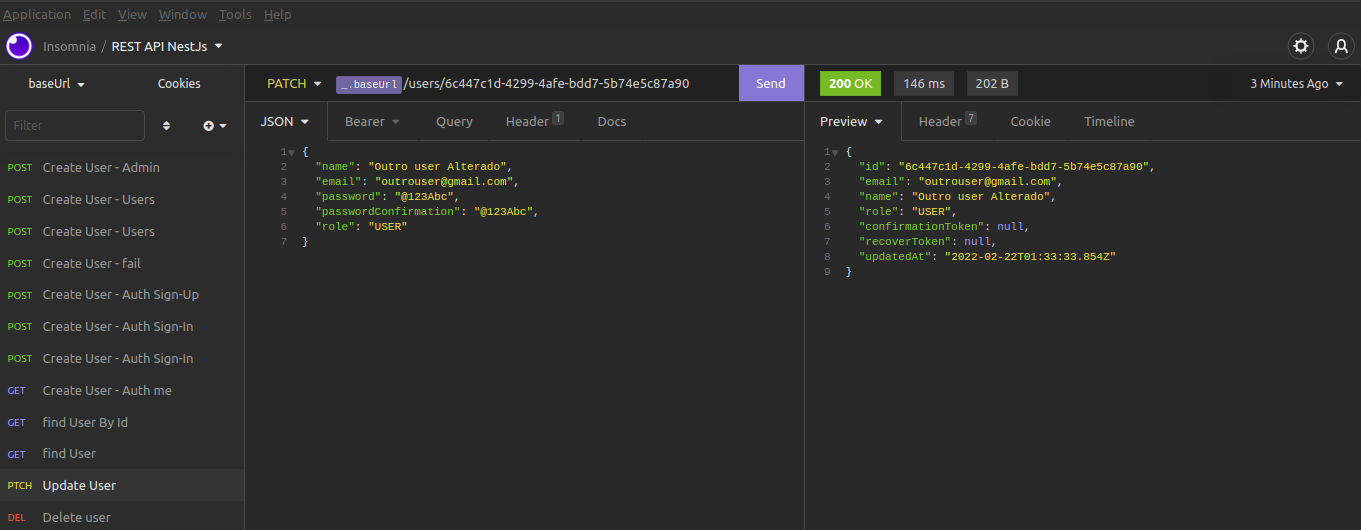 Application Edit View Window Tools Help
Insomnia / REST API NestJs
baseUrl Cookies
Filter
POST Create User - Admin
POST Create User - Users
POST Create User - Users
POST Create User - fail
POST Create User - Auth Sign-Up
POST Create User - Auth Sign-In
POST Create User - Auth Sign-In
GET Create User - Auth me
GET find User By Id
GET find User
PTCH Update User
DEL Delete user
PATCH _.baseUrl /users/6c447c1d-4299-4afe-bdd7-5b74e5c87a90 Send
JSON Bearer Query Header 1 Docs
1 {
2 "name": "Outro user Alterado",
3 "email": "outrouser@gmail.com",
4 "password": "@123Abc",
5 "passwordConfirmation": "@123Abc",
6 "role": "USER"
7 }
200 OK 146 ms 202 B 3 Minutes Ago
Preview Header 7 Cookie Timeline
1 {
2 "id": "6c447c1d-4299-4afe-bdd7-5b74e5c87a90",
3 "email": "outrouser@gmail.com",
4 "name": "Outro user Alterado",
5 "role": "USER",
6 "confirmationToken": null,
7 "recoverToken": null,
8 "updatedAt": "2022-02-22T01:33:33.854Z"
9 }